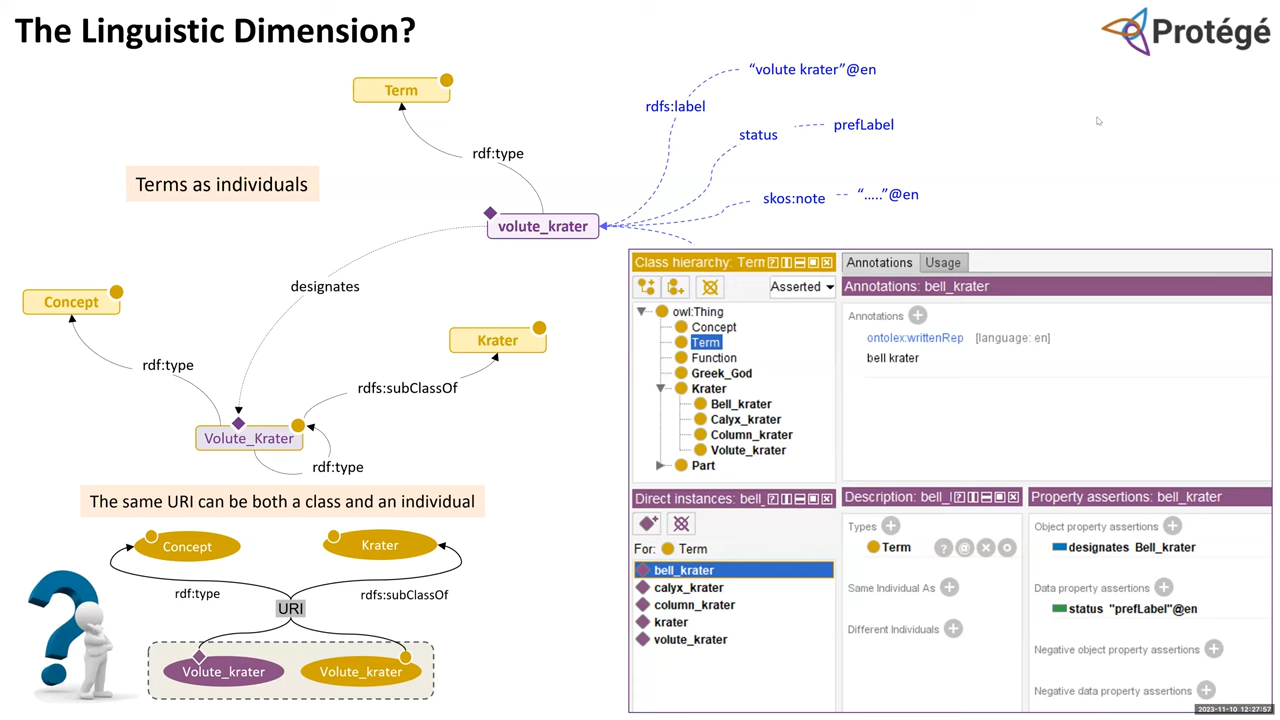 The Linguistic Dimension?
Protégé
Term
rdf:type
Terms as individuals
"volute krater"@en
rdfs:label
status
prefLabel
skos:note
"....."@en
volute_krater
designates
Concept
rdf:type
Krater
rdfs:subClassOf
Volute_Krater
rdf:type
The same URI can be both a class and an individual
Concept
Krater
rdf:type
rdfs:subClassOf
URI
Volute_krater
Volute_krater
Class hierarchy: Term
Asserted
owl:Thing
Concept
Term
Function
Greek_God
Krater
Bell_krater
Calyx_krater
Column_krater
Volute_krater
Part
Annotations
Usage
Annotations: bell_krater
Annotations
ontolex:writtenRep [language: en]
bell krater
Direct instances: bell_
For: Term
bell_krater
calyx_krater
column_krater
krater
volute_krater
Description: bell_
Types
Term
Same Individual As
Different Individuals
Property assertions: bell_krater
Object property assertions
designates Bell_krater
Data property assertions
status "prefLabel"@en
Negative object property assertions
Negative data property assertions
2023-11-10 12:27:57